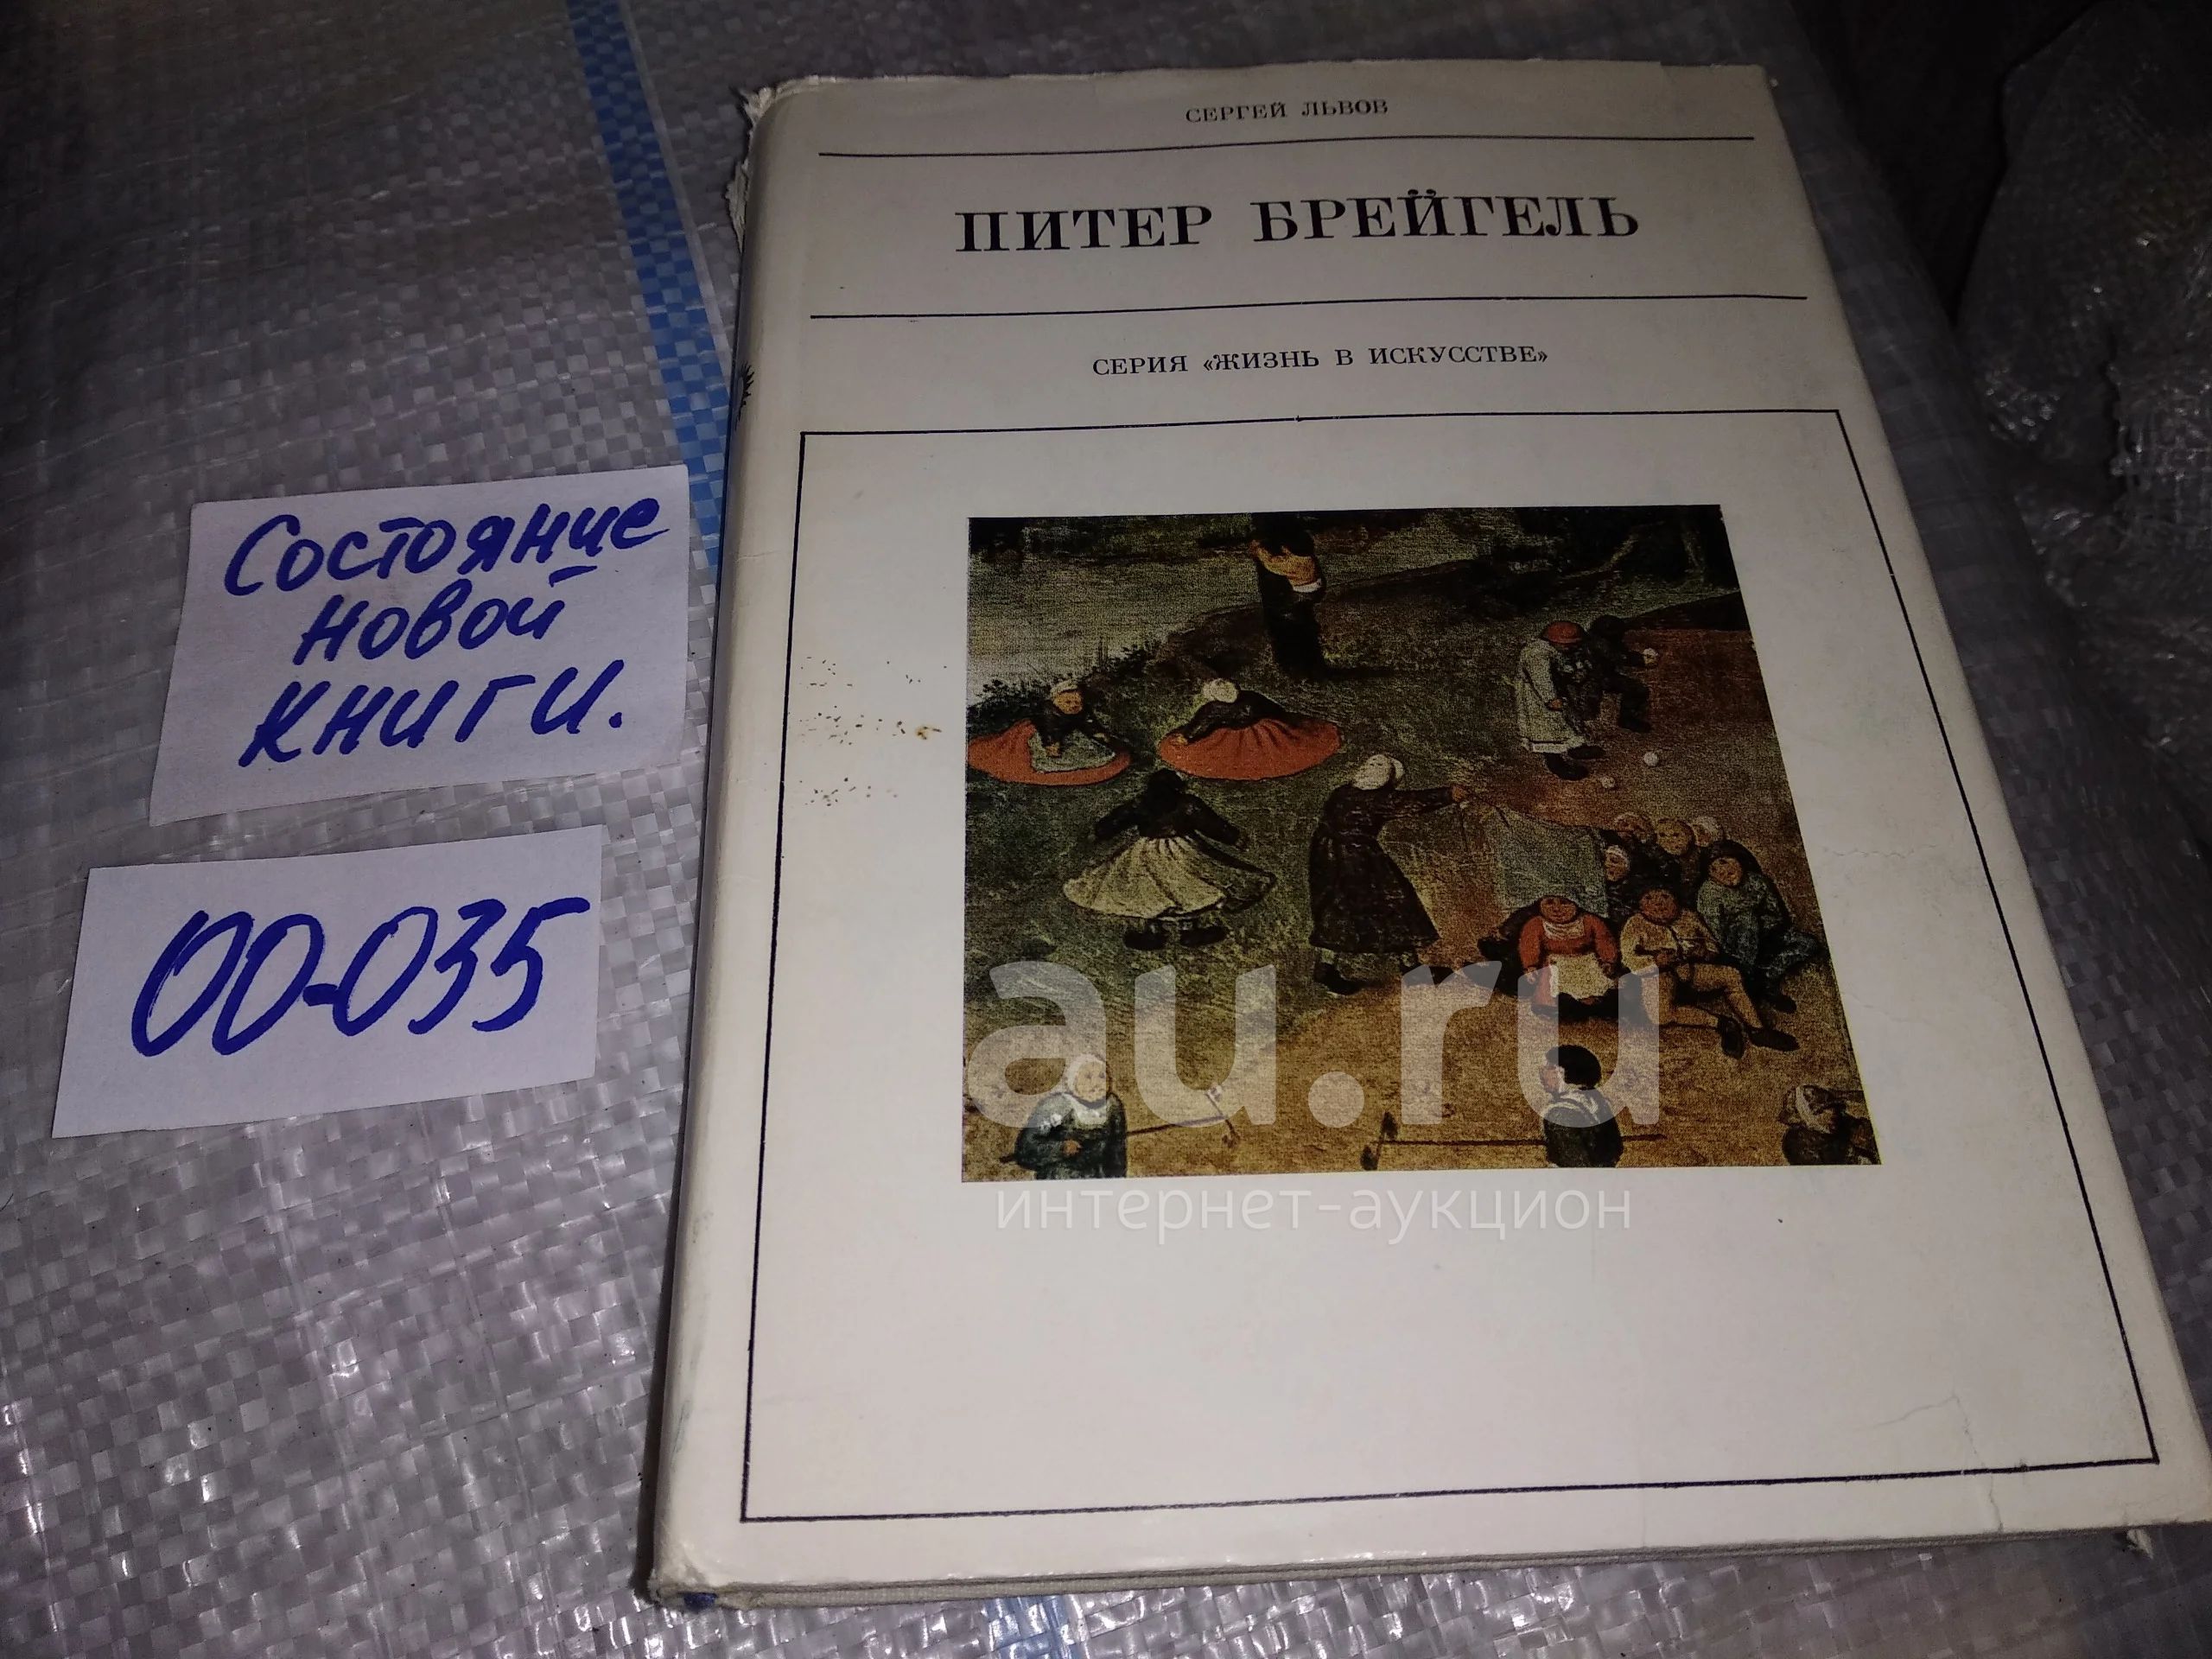 СЕРГЕЙ ЛЬВОВ
ПИТЕР БРЕЙГЕЛЬ
СЕРИЯ «ЖИЗНЬ В ИСКУССТВЕ»
Состояние
новой
книги.
00-035
au.ru
интернет-аукцион